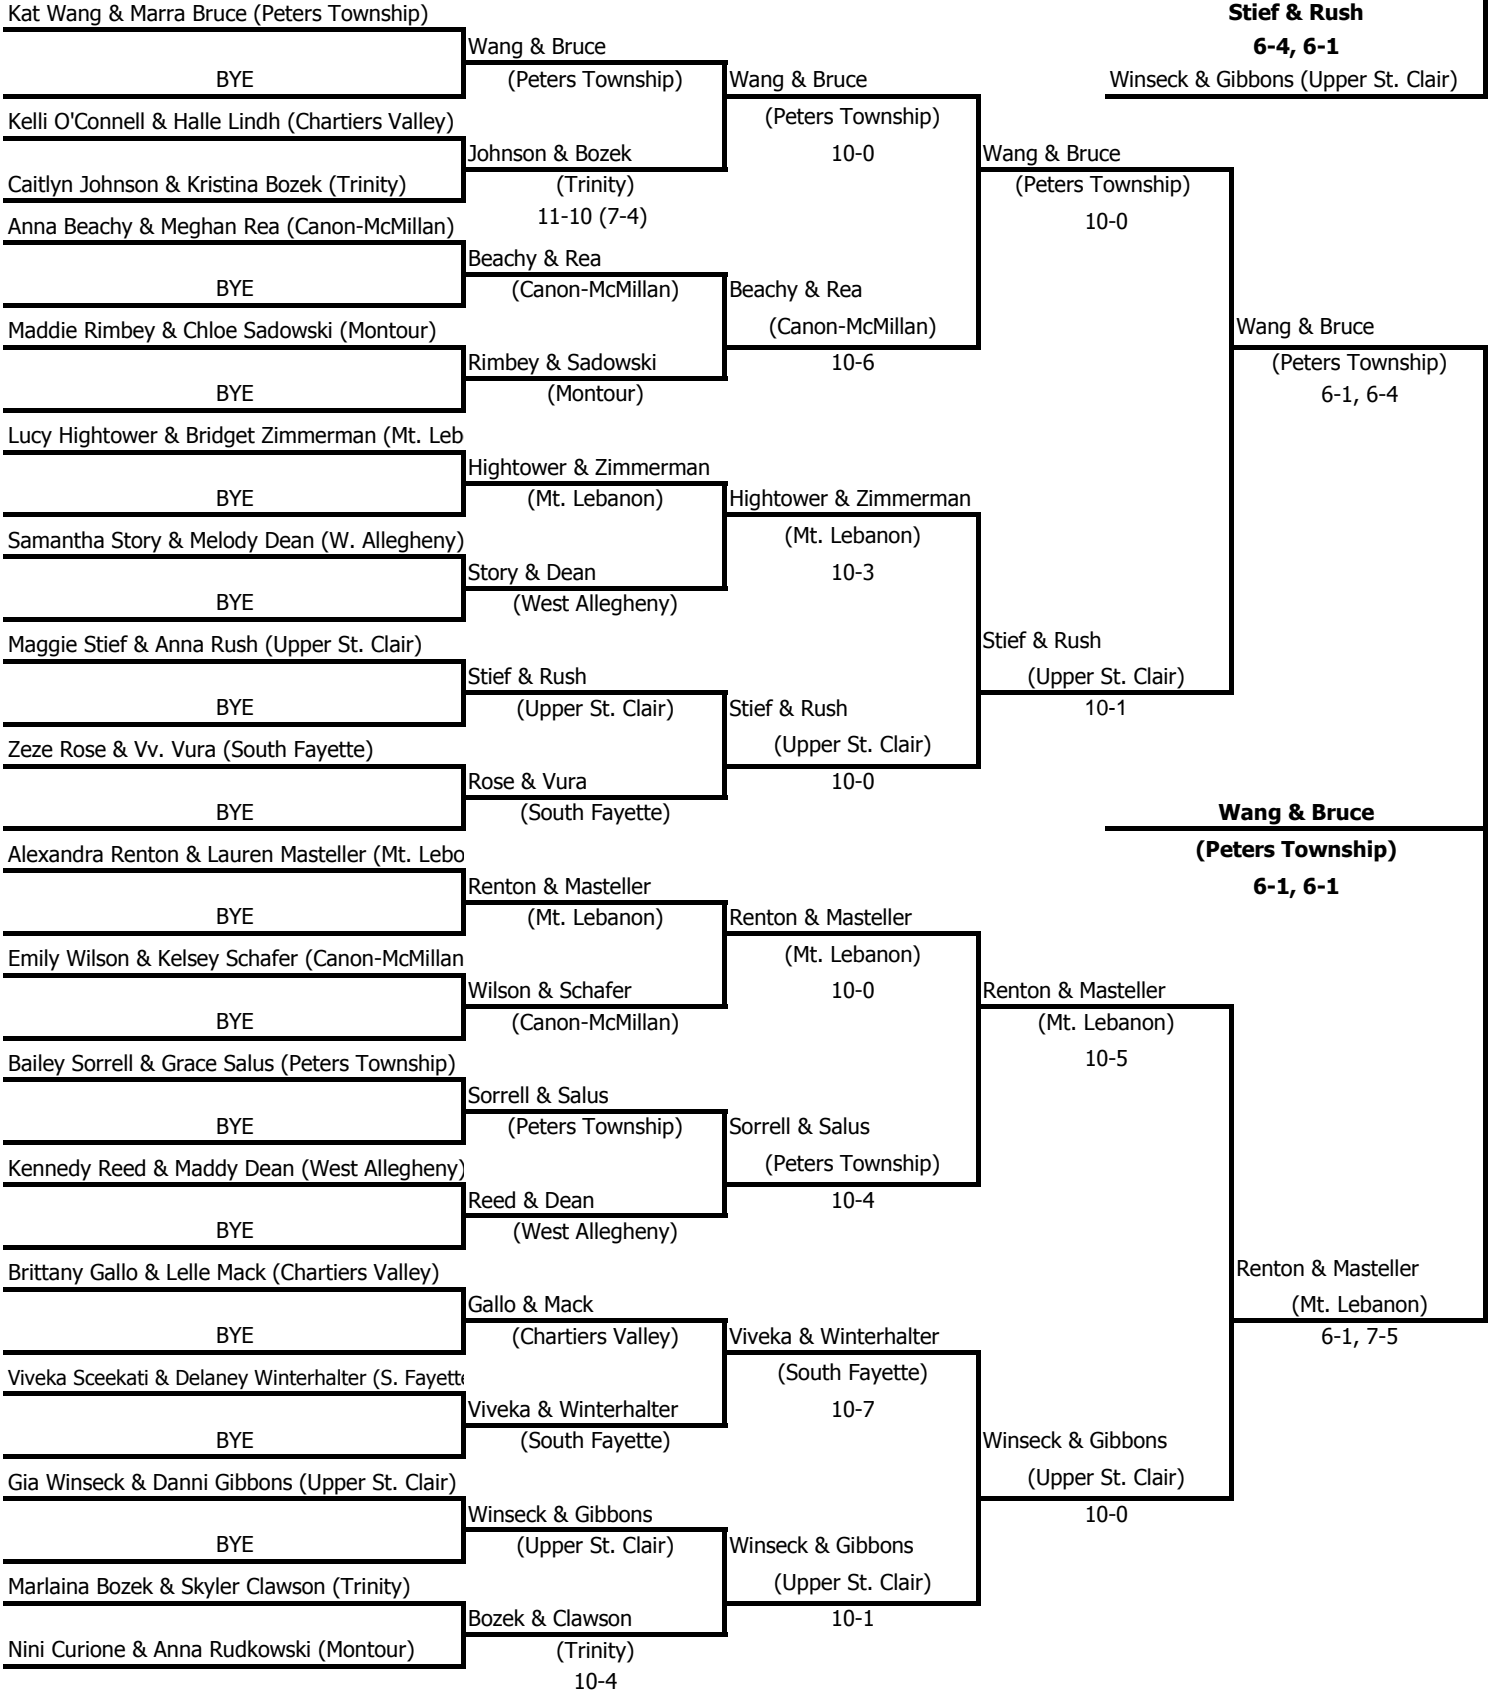 Kat Wang & Marra Bruce (Peters Township)
BYE
Kelli O'Connell & Halle Lindh (Chartiers Valley)
Caitlyn Johnson & Kristina Bozek (Trinity)
Anna Beachy & Meghan Rea (Canon-McMillan)
BYE
Maddie Rimbey & Chloe Sadowski (Montour)
BYE
Lucy Hightower & Bridget Zimmerman (Mt. Leb
BYE
Samantha Story & Melody Dean (W. Allegheny)
BYE
Maggie Stief & Anna Rush (Upper St. Clair)
BYE
Zeze Rose & Vv. Vura (South Fayette)
BYE
Alexandra Renton & Lauren Masteller (Mt. Lebo
BYE
Emily Wilson & Kelsey Schafer (Canon-McMillan
BYE
Bailey Sorrell & Grace Salus (Peters Township)
BYE
Kennedy Reed & Maddy Dean (West Allegheny)
BYE
Brittany Gallo & Lelle Mack (Chartiers Valley)
BYE
Viveka Sceekati & Delaney Winterhalter (S. Fayette
BYE
Gia Winseck & Danni Gibbons (Upper St. Clair)
BYE
Marlaina Bozek & Skyler Clawson (Trinity)
Nini Curione & Anna Rudkowski (Montour)
Wang & Bruce
(Peters Township)
Johnson & Bozek
(Trinity)
11-10 (7-4)
Beachy & Rea
(Canon-McMillan)
Rimbey & Sadowski
(Montour)
Hightower & Zimmerman
(Mt. Lebanon)
Story & Dean
(West Allegheny)
Stief & Rush
(Upper St. Clair)
Rose & Vura
(South Fayette)
Renton & Masteller
(Mt. Lebanon)
Wilson & Schafer
(Canon-McMillan)
Sorrell & Salus
(Peters Township)
Reed & Dean
(West Allegheny)
Gallo & Mack
(Chartiers Valley)
Viveka & Winterhalter
(South Fayette)
Winseck & Gibbons
(Upper St. Clair)
Bozek & Clawson
(Trinity)
10-4
Wang & Bruce
(Peters Township)
10-0
Beachy & Rea
(Canon-McMillan)
10-6
Hightower & Zimmerman
(Mt. Lebanon)
10-3
Stief & Rush
(Upper St. Clair)
10-0
Renton & Masteller
(Mt. Lebanon)
10-0
Sorrell & Salus
(Peters Township)
10-4
Viveka & Winterhalter
(South Fayette)
10-7
Winseck & Gibbons
(Upper St. Clair)
10-1
Wang & Bruce
(Peters Township)
10-0
Stief & Rush
(Upper St. Clair)
10-1
Renton & Masteller
(Mt. Lebanon)
10-5
Winseck & Gibbons
(Upper St. Clair)
10-0
Wang & Bruce
(Peters Township)
6-1, 6-4
Renton & Masteller
(Mt. Lebanon)
6-1, 7-5
Wang & Bruce
(Peters Township)
6-1, 6-1
Stief & Rush
6-4, 6-1
Winseck & Gibbons (Upper St. Clair)